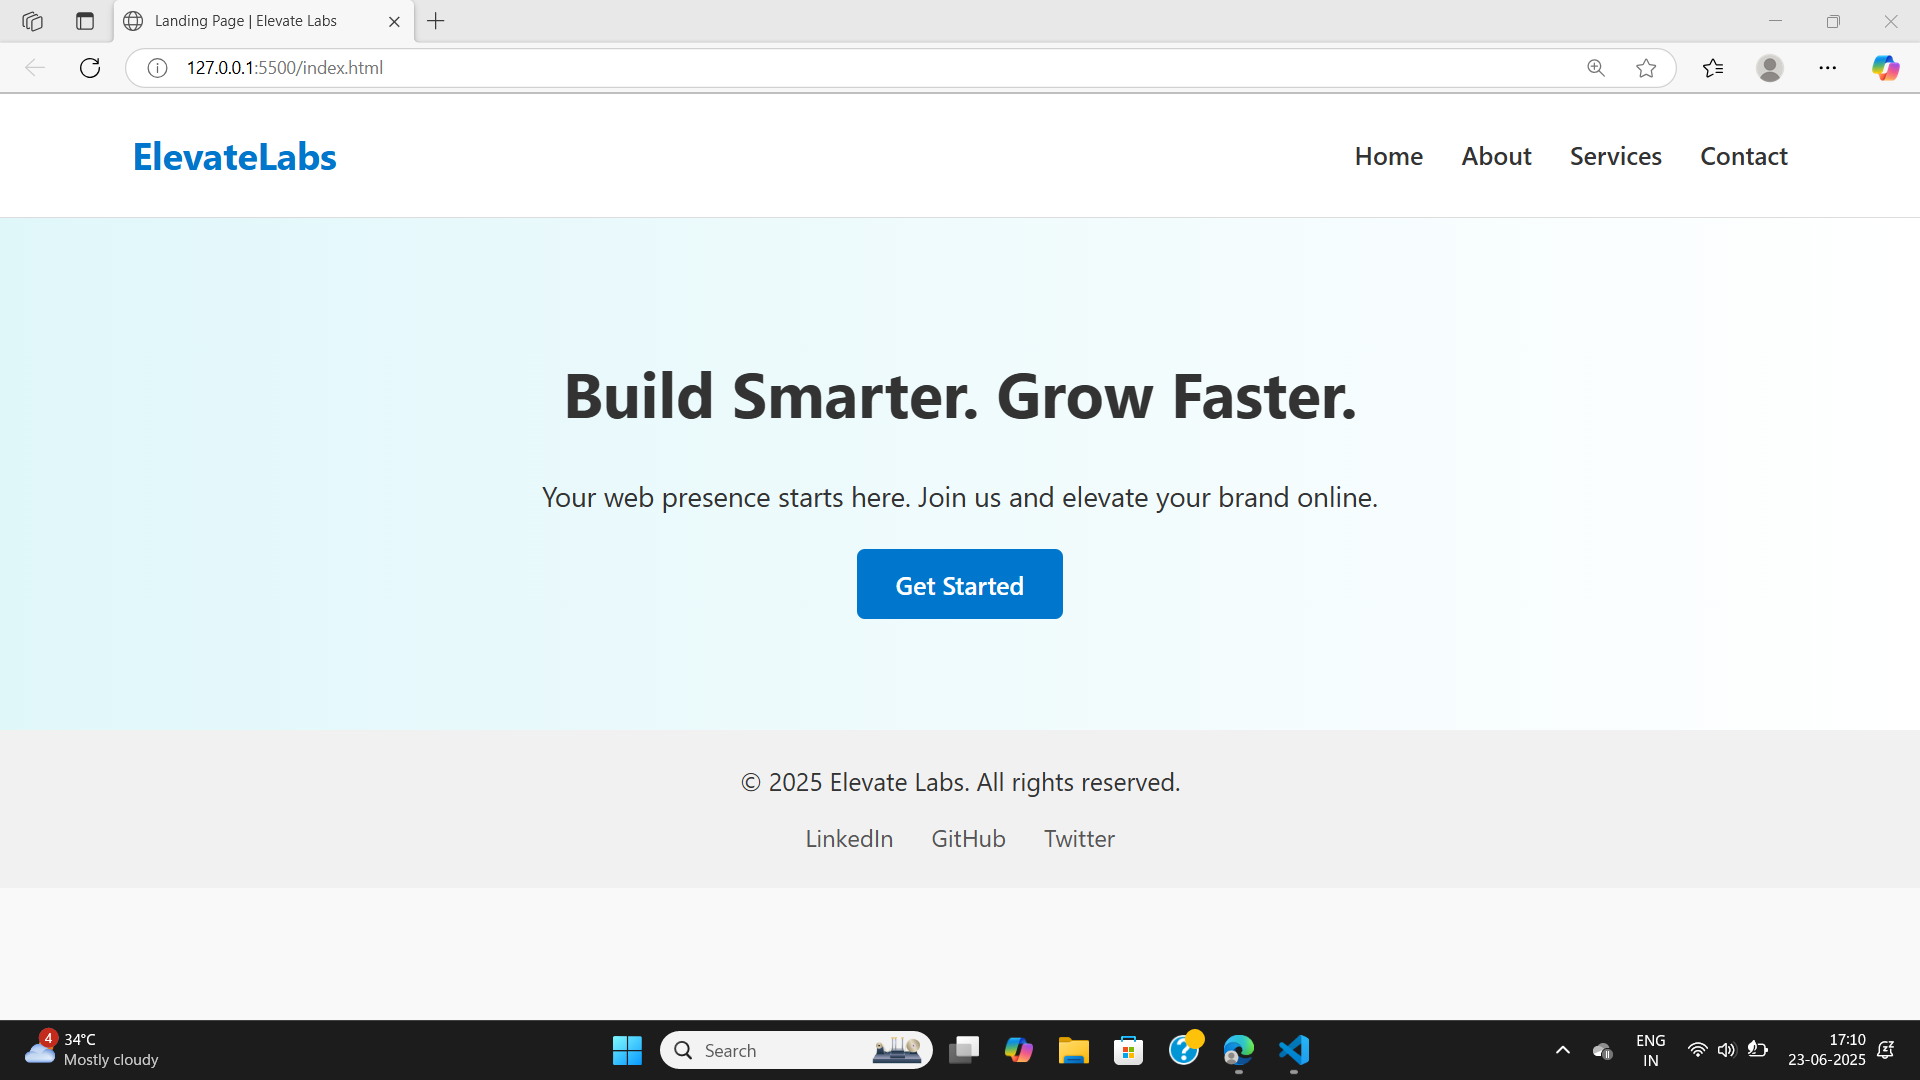 Landing Page | Elevate Labs
127.0.0.1:5500/index.html
ElevateLabs
Home About Services Contact
Build Smarter. Grow Faster.
Your web presence starts here. Join us and elevate your brand online.
Get Started
© 2025 Elevate Labs. All rights reserved.
LinkedIn GitHub Twitter
4
34°C
Mostly cloudy
Search
ENG
IN
17:10
23-06-2025